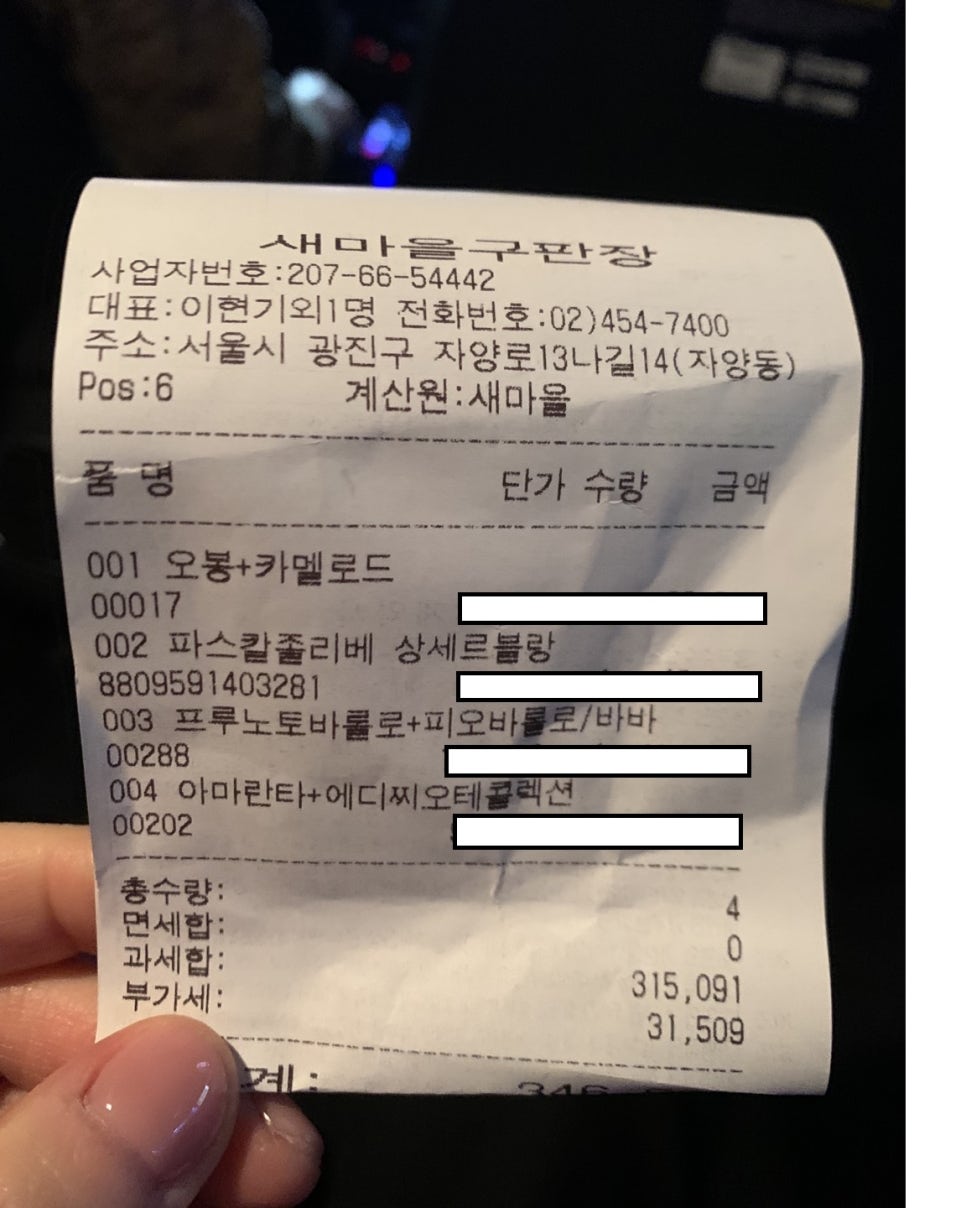 새마을구판장
사업자번호:207-66-54442
대표:이현기외1명 전화번호:02)454-7400
주소:서울시 광진구 자양로13나길14(자양동)
Pos:6 계산원:새마을
품 명 단가 수량 금액
001 오봉+카멜로드
00017
002 파스칼졸리베 상세르블랑
8809591403281
003 프루노토바롤로+피오바롤로/바바
00288
004 아마란타+에디찌오테콜렉션
00202
총수량: 4
면세합: 0
과세합: 315,091
부가세: 31,509
계: 346